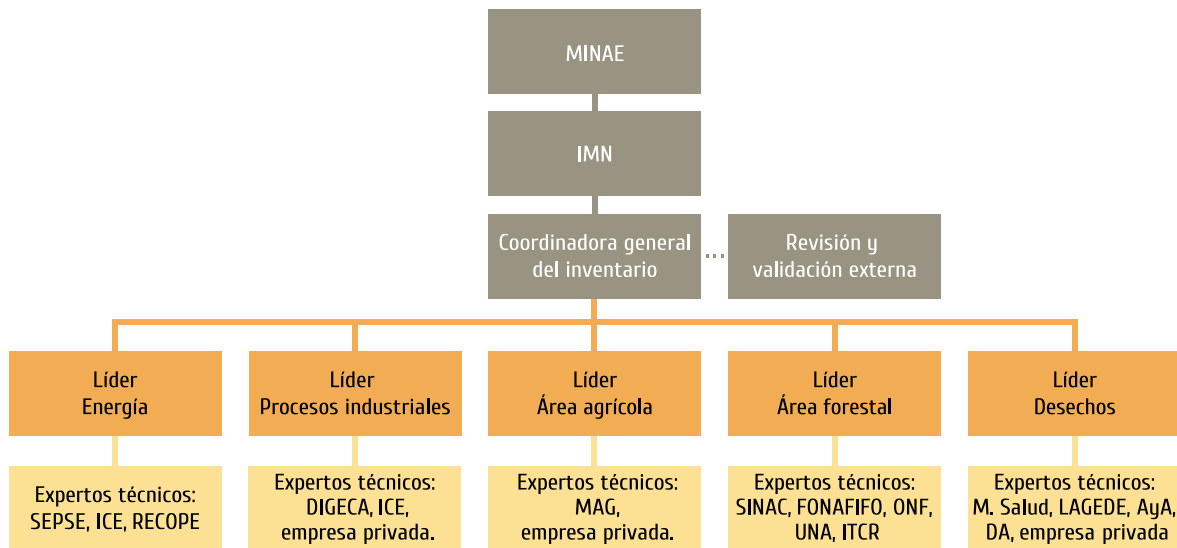 MINAE
IMN
Coordinadora general
del inventario
Revisión y
validación externa
Líder
Energía
Líder
Procesos industriales
Líder
Área agrícola
Líder
Área forestal
Líder
Desechos
Expertos técnicos:
SEPSE, ICE, RECOPE
Expertos técnicos:
DIGECA, ICE,
empresa privada.
Expertos técnicos:
MAG,
empresa privada.
Expertos técnicos:
SINAC, FONAFIFO, ONF,
UNA, ITCR
Expertos técnicos:
M. Salud, LAGEDE, AyA,
DA, empresa privada